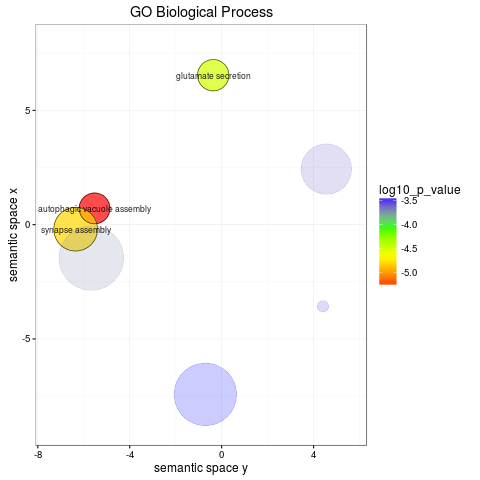 GO Biological Process
glutamate secretion
autophagic vacuole assembly
synapse assembly
semantic space x
5
0
-5
-8
-4
0
4
semantic space y
log10_p_value
-3.5
-4.0
-4.5
-5.0